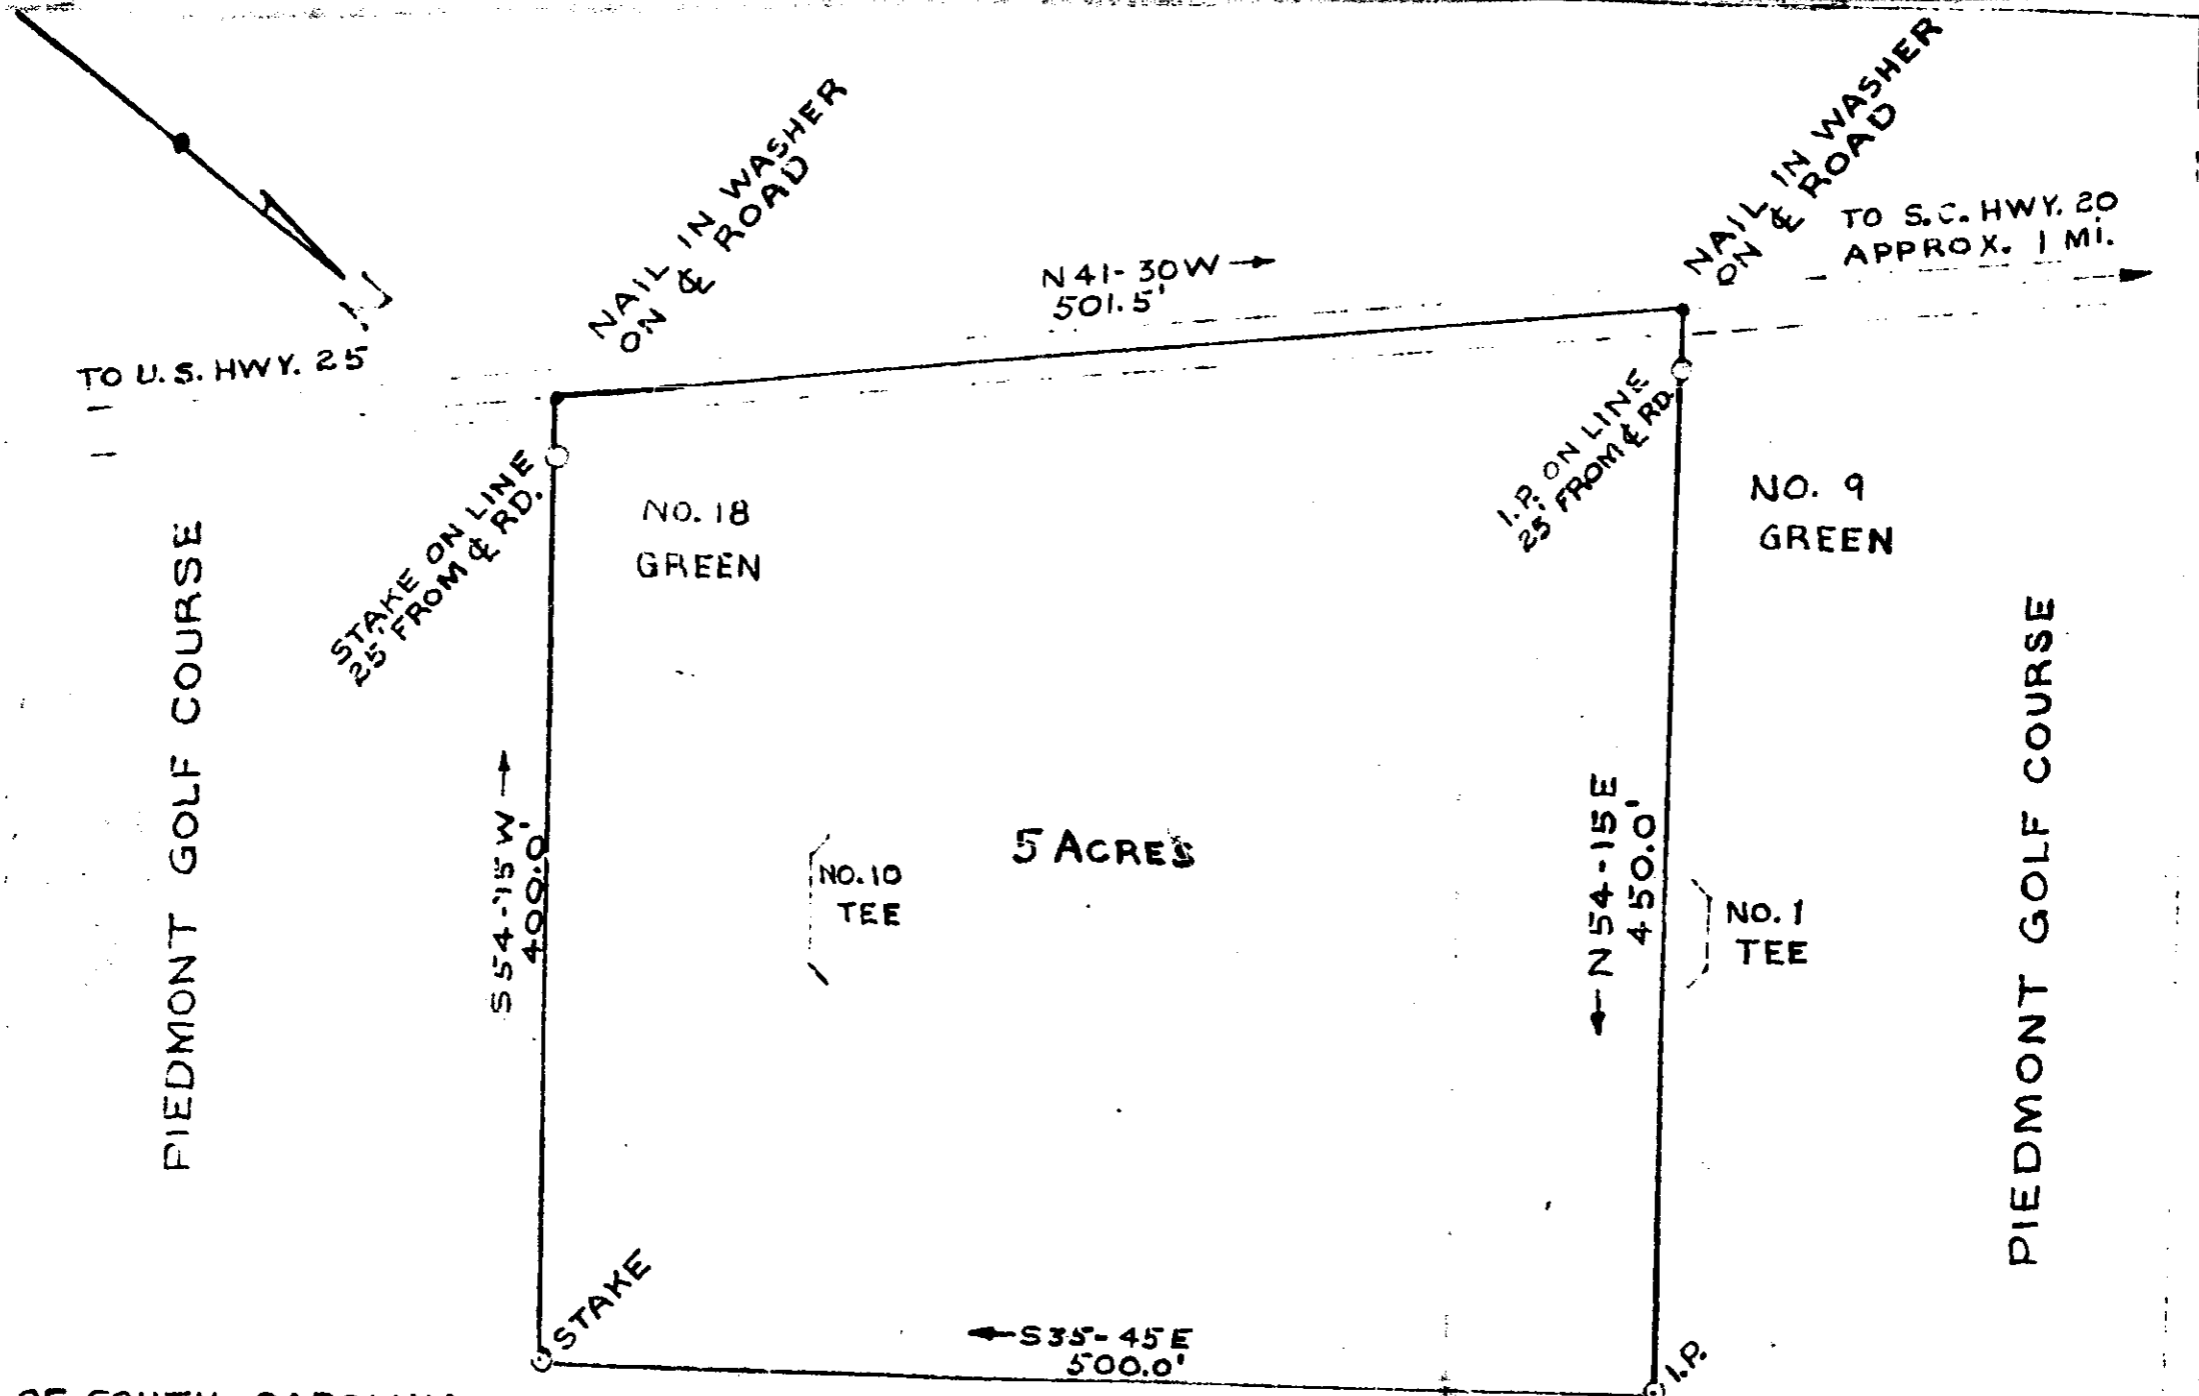 NAIL IN WASHER
ON ℄ ROAD
NAIL IN WASHER
ON ℄ ROAD
TO S.C. HWY. 20
APPROX. 1 MI.
N 41-30W →
501.5'
TO U.S. HWY. 25
STAKE ON LINE
25' FROM ℄ RD.
I.P. ON LINE
25' FROM ℄ RD.
NO. 18
GREEN
NO. 9
GREEN
PIEDMONT GOLF COURSE
S 54-15 W →
400.0'
NO. 10
TEE
5 ACRES
← N 54-15 E
450.0'
NO. 1
TEE
PIEDMONT GOLF COURSE
STAKE
← S 35-45 E
500.0'
I.P.